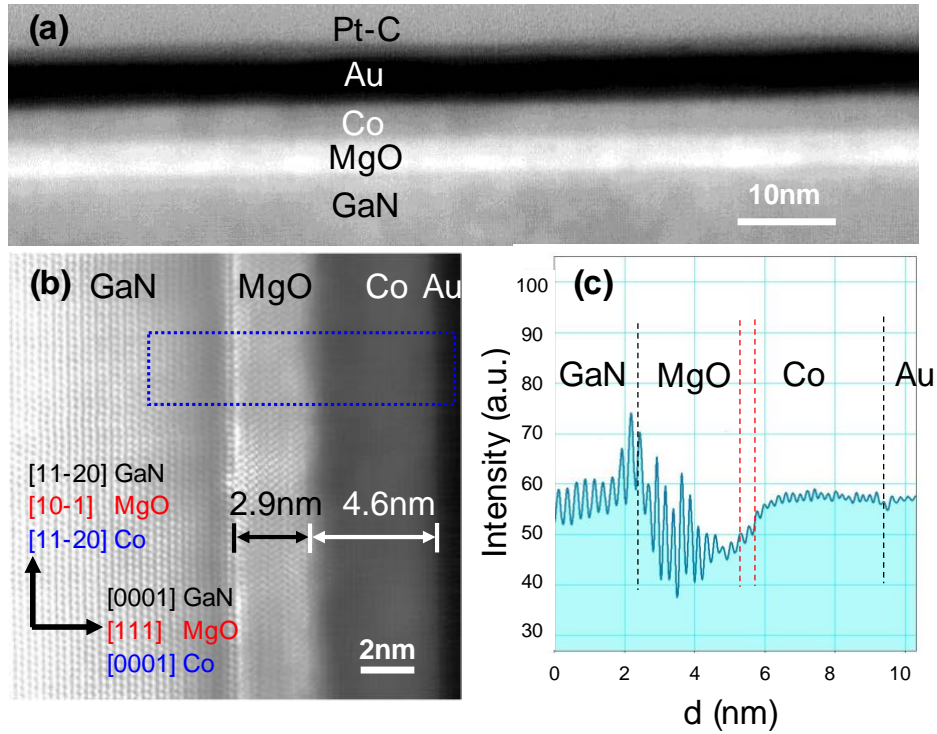 (a)
Pt-C
Au
Co
MgO
GaN
10nm
(b)
GaN
MgO
Co
Au
2.9nm
4.6nm
[11-20] GaN
[10-1] MgO
[11-20] Co
[0001] GaN
[111] MgO
[0001] Co
2nm
(c)
100
90
80
70
60
50
40
30
Intensity (a.u.)
GaN
MgO
Co
Au
0 2 4 6 8 10
d (nm)